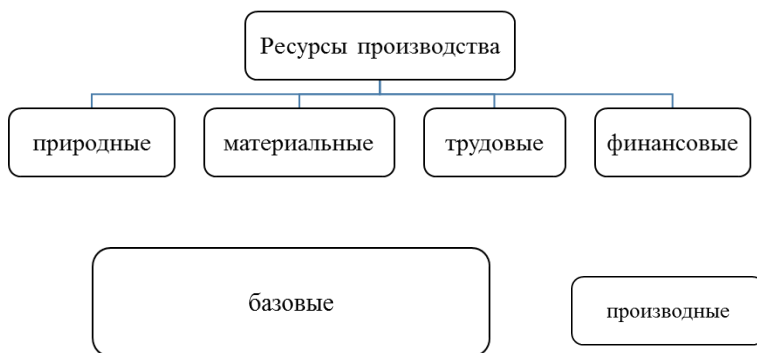 Ресурсы производства
природные
материальные
трудовые
финансовые
базовые
производные